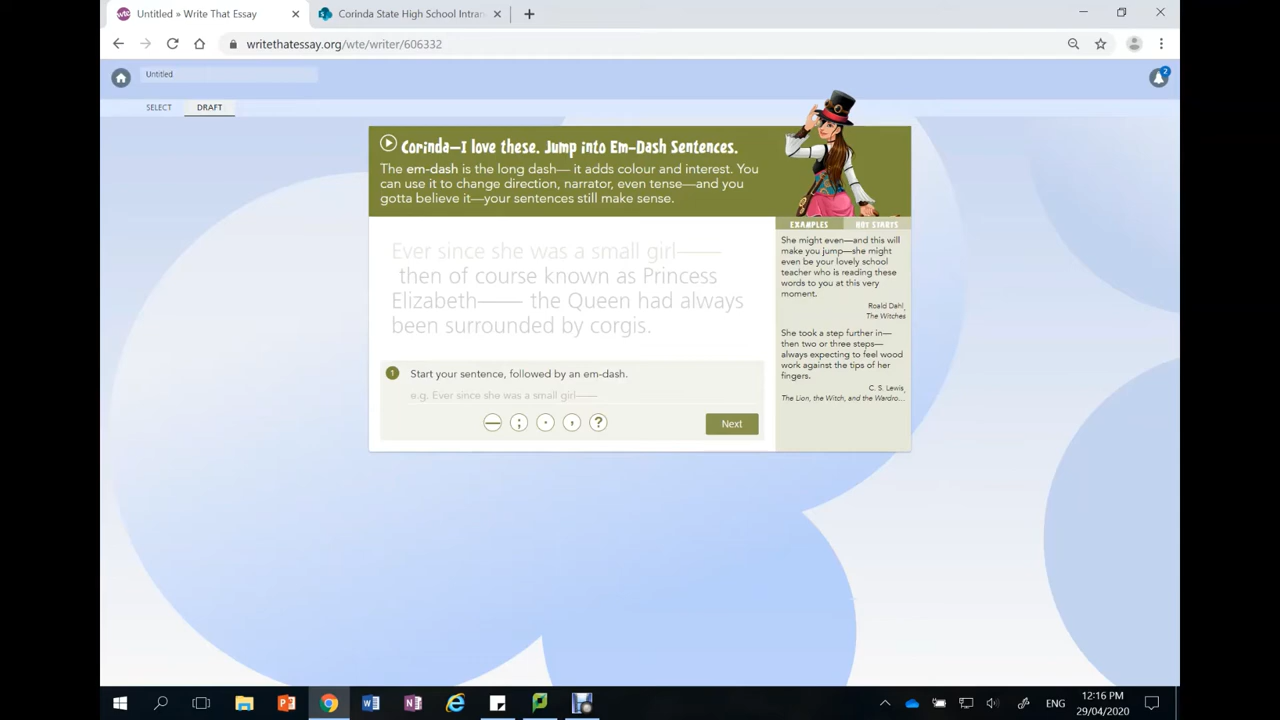 Untitled » Write That Essay
Corinda State High School Intran
writethatessay.org/wte/writer/606332
Untitled
2
SELECT
DRAFT
Corinda—I love these. Jump into Em-Dash Sentences.
The em-dash is the long dash— it adds colour and interest. You
can use it to change direction, narrator, even tense—and you
gotta believe it—your sentences still make sense.
Ever since she was a small girl——
then of course known as Princess
Elizabeth—— the Queen had always
been surrounded by corgis.
1 Start your sentence, followed by an em-dash.
e.g. Ever since she was a small girl——
— ; . , ?
Next
EXAMPLES
HOT STARTS
She might even—and this will
make you jump—she might
even be your lovely school
teacher who is reading these
words to you at this very
moment.
Roald Dahl,
The Witches
She took a step further in—
then two or three steps—
always expecting to feel wood
work against the tips of her
fingers.
C. S. Lewis,
The Lion, the Witch, and the Wardro...
ENG
12:16 PM
29/04/2020